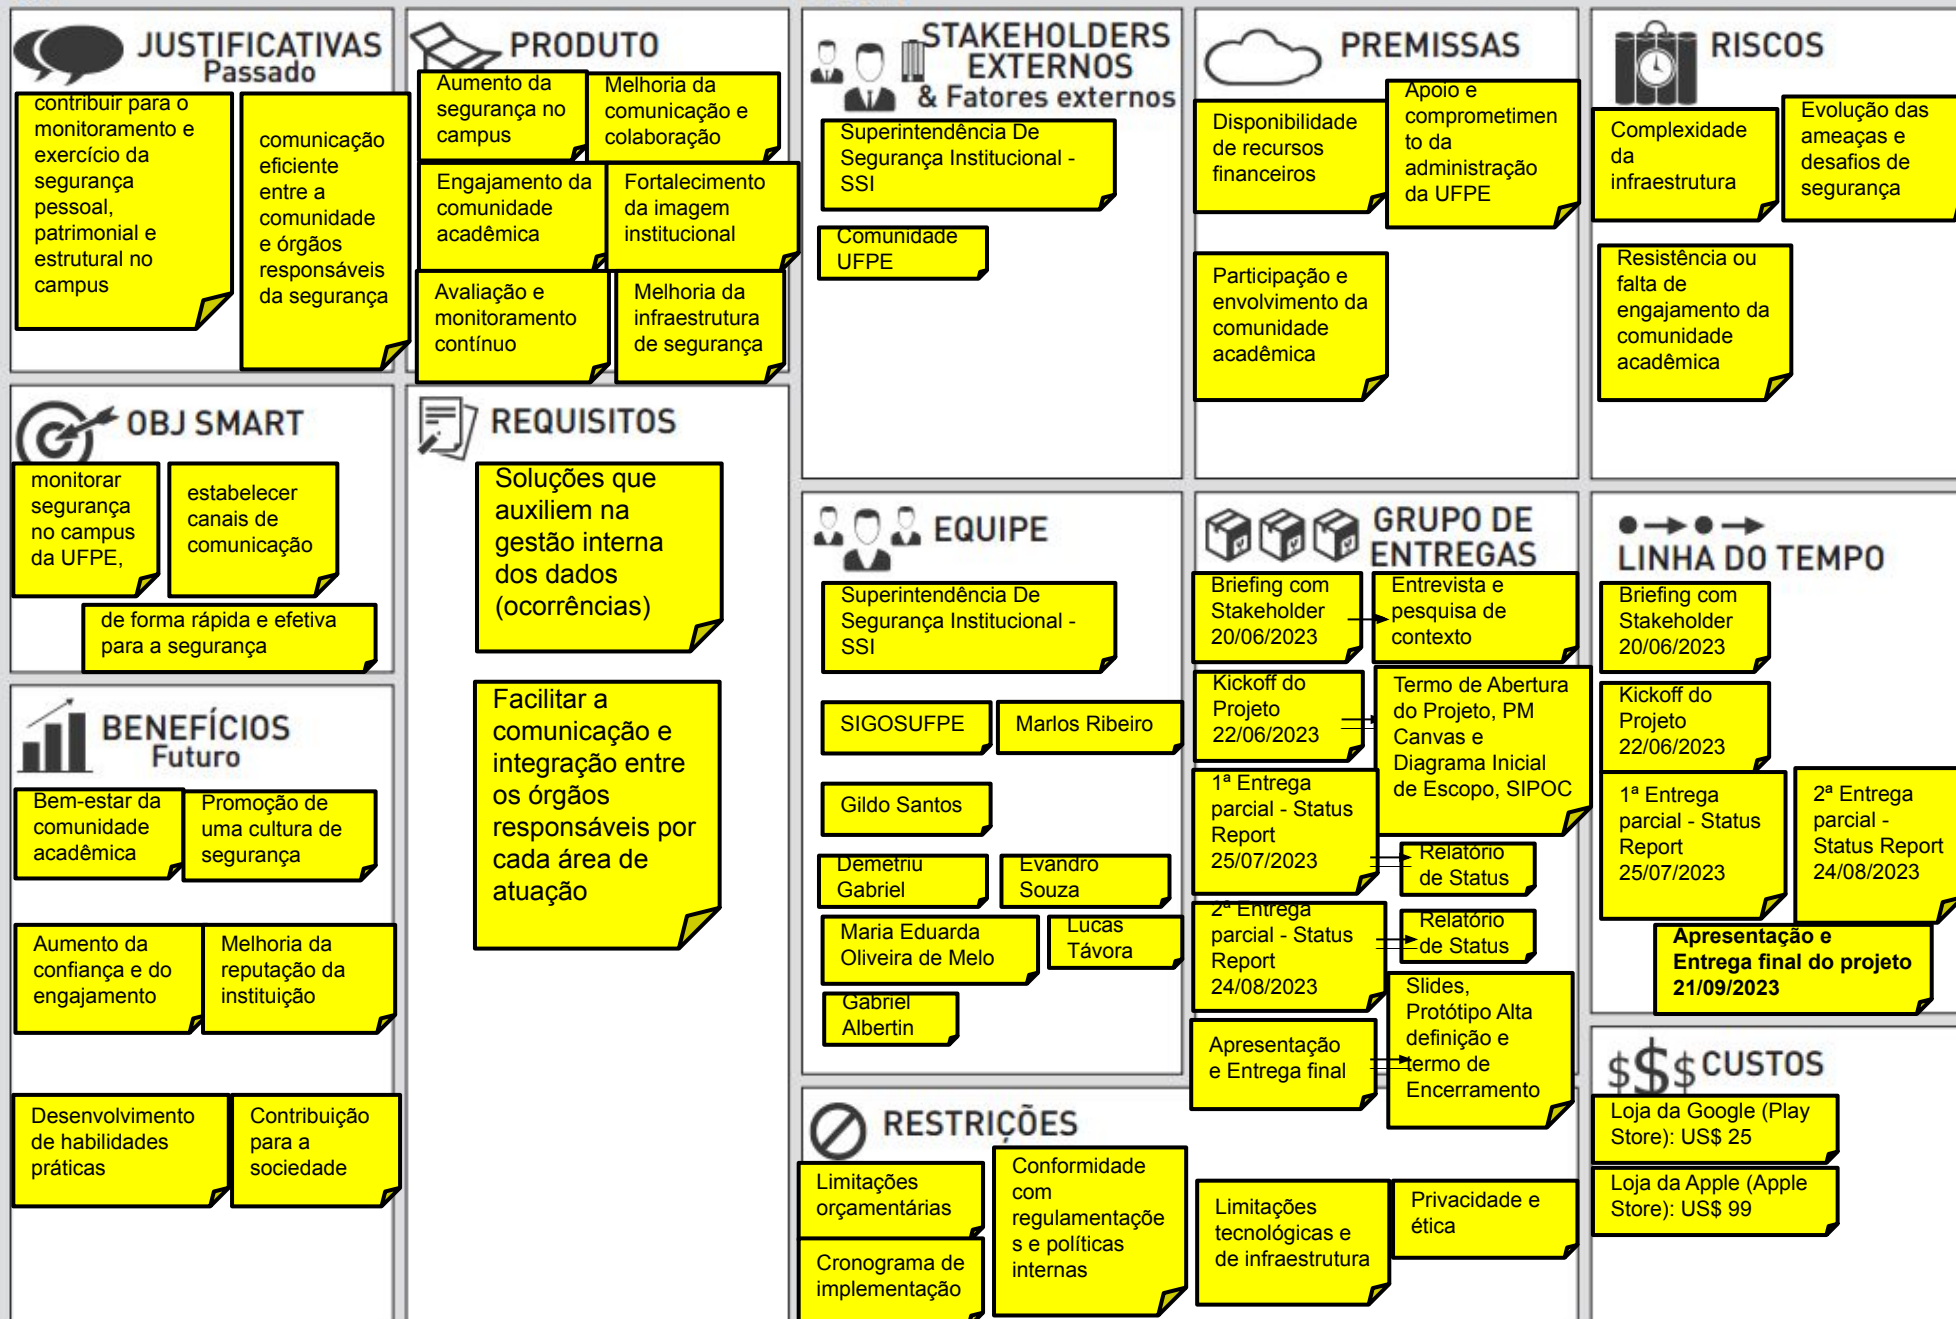 JUSTIFICATIVAS
Passado
contribuir para o
monitoramento e
exercício da
segurança
pessoal,
patrimonial e
estrutural no
campus
comunicação
eficiente
entre a
comunidade
e órgãos
responsáveis
da segurança
PRODUTO
Aumento da
segurança no
campus
Melhoria da
comunicação e
colaboração
Engajamento da
comunidade
acadêmica
Fortalecimento
da imagem
institucional
Avaliação e
monitoramento
contínuo
Melhoria da
infraestrutura
de segurança
STAKEHOLDERS
EXTERNOS
& Fatores externos
Superintendência De
Segurança Institucional -
SSI
Comunidade
UFPE
PREMISSAS
Disponibilidade
de recursos
financeiros
Apoio e
comprometimen
to da
administração
da UFPE
Participação e
envolvimento da
comunidade
acadêmica
RISCOS
Complexidade
da
infraestrutura
Evolução das
ameaças e
desafios de
segurança
Resistência ou
falta de
engajamento da
comunidade
acadêmica
OBJ SMART
monitorar
segurança
no campus
da UFPE,
estabelecer
canais de
comunicação
de forma rápida e efetiva
para a segurança
REQUISITOS
Soluções que
auxiliem na
gestão interna
dos dados
(ocorrências)
Facilitar a
comunicação e
integração entre
os órgãos
responsáveis por
cada área de
atuação
EQUIPE
Superintendência De
Segurança Institucional -
SSI
SIGOSUFPE
Marlos Ribeiro
Gildo Santos
Demetriu
Gabriel
Evandro
Souza
Maria Eduarda
Oliveira de Melo
Lucas
Távora
Gabriel
Albertin
GRUPO DE
ENTREGAS
Briefing com
Stakeholder
20/06/2023
Entrevista e
pesquisa de
contexto
Kickoff do
Projeto
22/06/2023
Termo de Abertura
do Projeto, PM
Canvas e
Diagrama Inicial
de Escopo, SIPOC
1ª Entrega
parcial - Status
Report
25/07/2023
Relatório
de Status
2ª Entrega
parcial - Status
Report
24/08/2023
Relatório
de Status
Apresentação
e Entrega final
Slides,
Protótipo Alta
definição e
termo de
Encerramento
LINHA DO TEMPO
Briefing com
Stakeholder
20/06/2023
Kickoff do
Projeto
22/06/2023
1ª Entrega
parcial - Status
Report
25/07/2023
2ª Entrega
parcial -
Status Report
24/08/2023
Apresentação e
Entrega final do projeto
21/09/2023
BENEFÍCIOS
Futuro
Bem-estar da
comunidade
acadêmica
Promoção de
uma cultura de
segurança
Aumento da
confiança e do
engajamento
Melhoria da
reputação da
instituição
Desenvolvimento
de habilidades
práticas
Contribuição
para a
sociedade
RESTRIÇÕES
Limitações
orçamentárias
Cronograma de
implementação
Conformidade
com
regulamentaçõe
s e políticas
internas
Limitações
tecnológicas e
de infraestrutura
Privacidade e
ética
$$$ CUSTOS
Loja da Google (Play
Store): US$ 25
Loja da Apple (Apple
Store): US$ 99